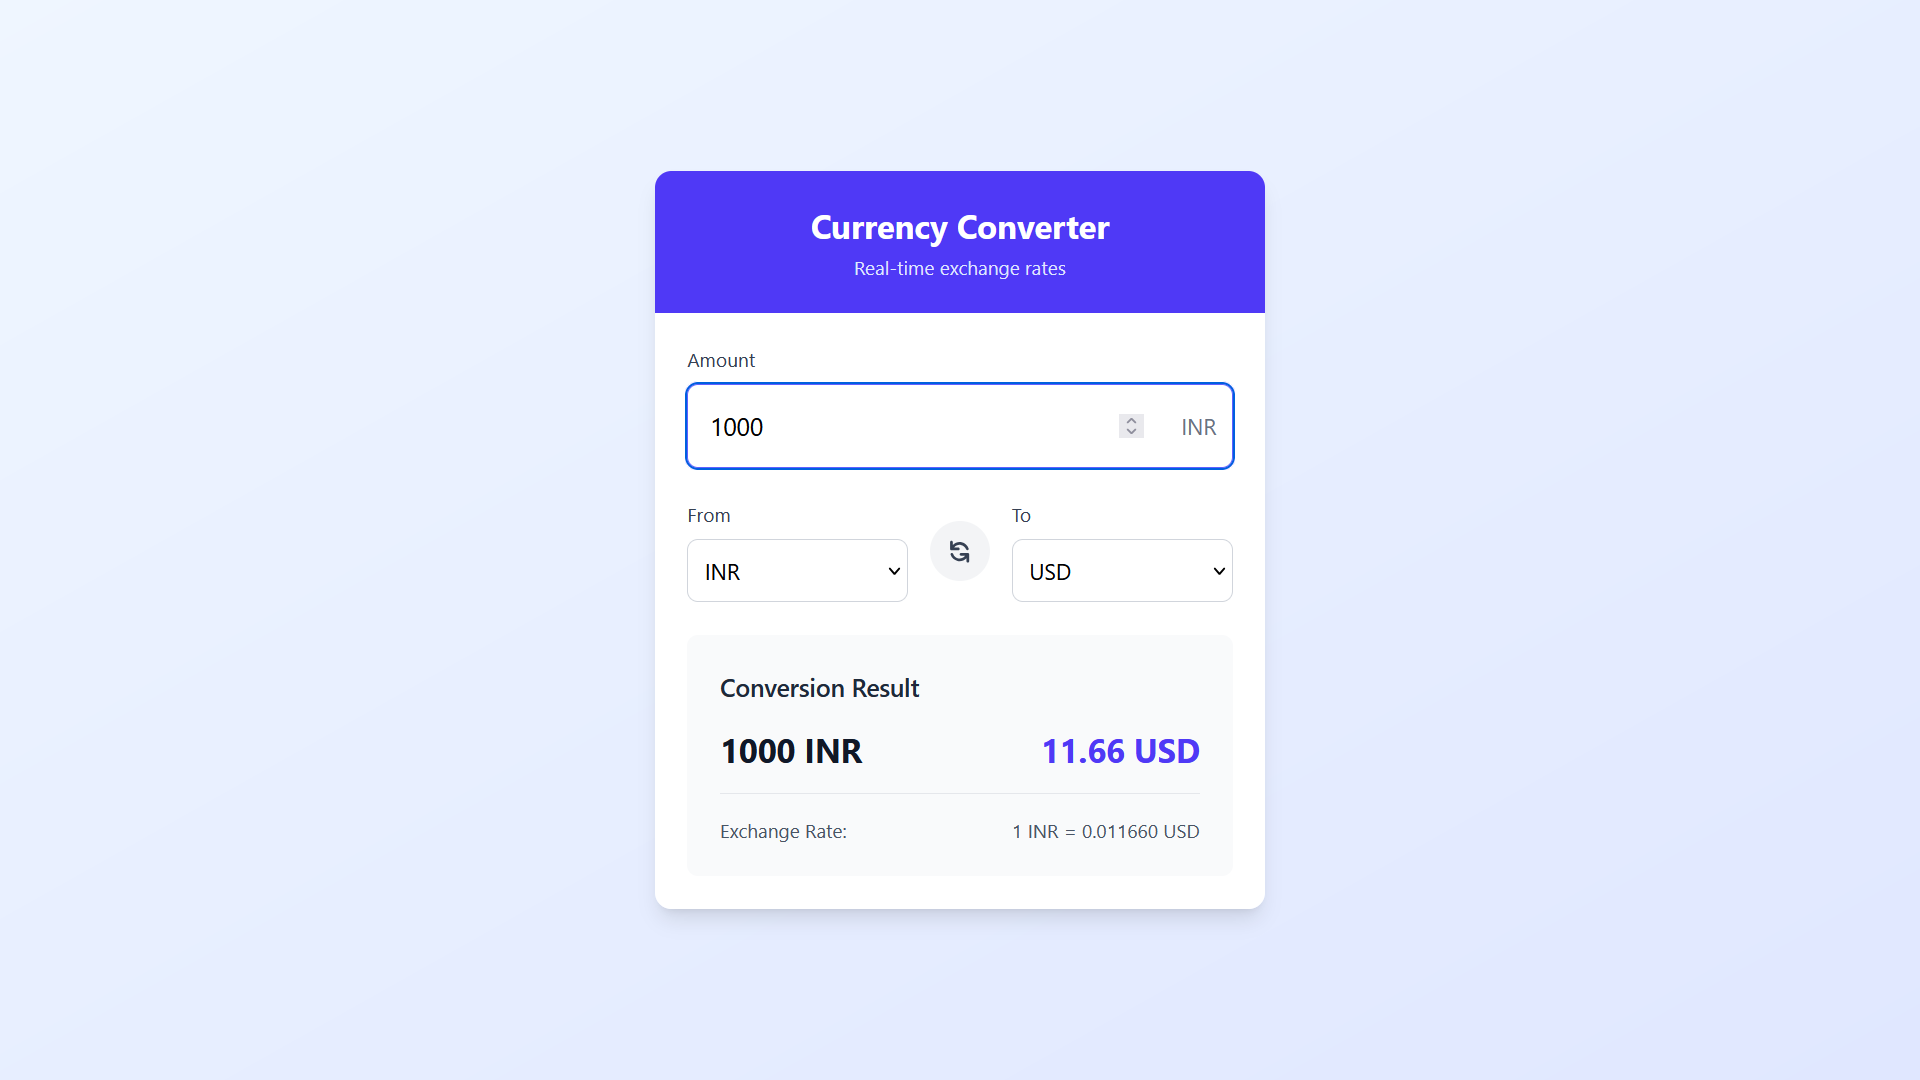 Currency Converter
Real-time exchange rates
Amount
1000 INR
From To
INR USD
Conversion Result
1000 INR 11.66 USD
Exchange Rate: 1 INR = 0.011660 USD